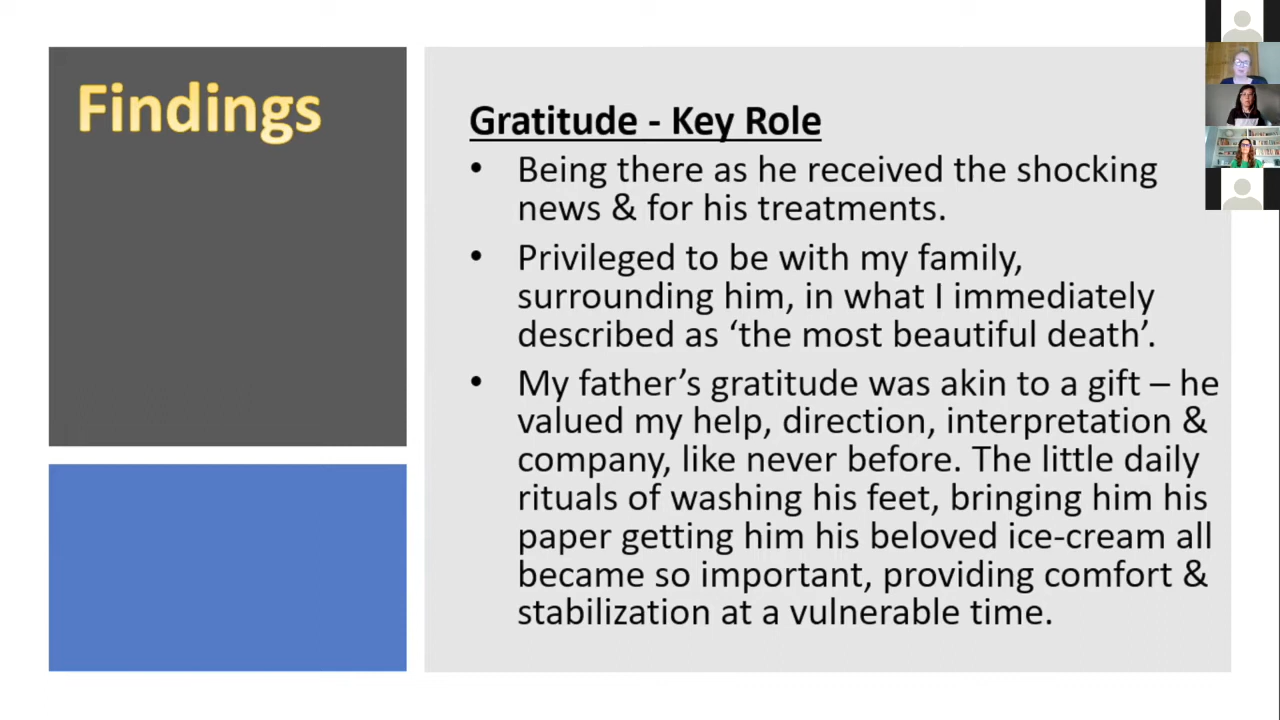 Findings
Gratitude - Key Role
• Being there as he received the shocking
news & for his treatments.
• Privileged to be with my family,
surrounding him, in what I immediately
described as ‘the most beautiful death’.
• My father’s gratitude was akin to a gift – he
valued my help, direction, interpretation &
company, like never before. The little daily
rituals of washing his feet, bringing him his
paper getting him his beloved ice-cream all
became so important, providing comfort &
stabilization at a vulnerable time.